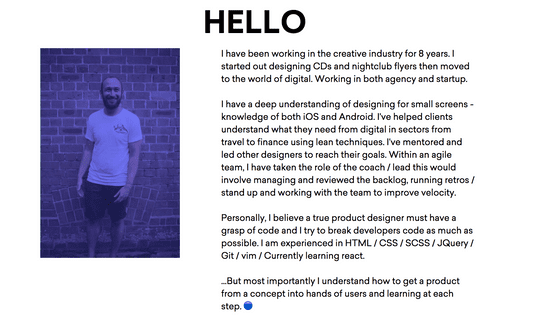 HELLO
I have been working in the creative industry for 8 years. I
started out designing CDs and nightclub flyers then moved
to the world of digital. Working in both agency and startup.
I have a deep understanding of designing for small screens -
knowledge of both iOS and Android. I've helped clients
understand what they need from digital in sectors from
travel to finance using lean techniques. I've mentored and
led other designers to reach their goals. Within an agile
team, I have taken the role of the coach / lead this would
involve managing and reviewed the backlog, running retros /
stand up and working with the team to improve velocity.
Personally, I believe a true product designer must have a
grasp of code and I try to break developers code as much as
possible. I am experienced in HTML / CSS / SCSS / JQuery /
Git / vim / Currently learning react.
...But most importantly I understand how to get a product
from a concept into hands of users and learning at each
step.